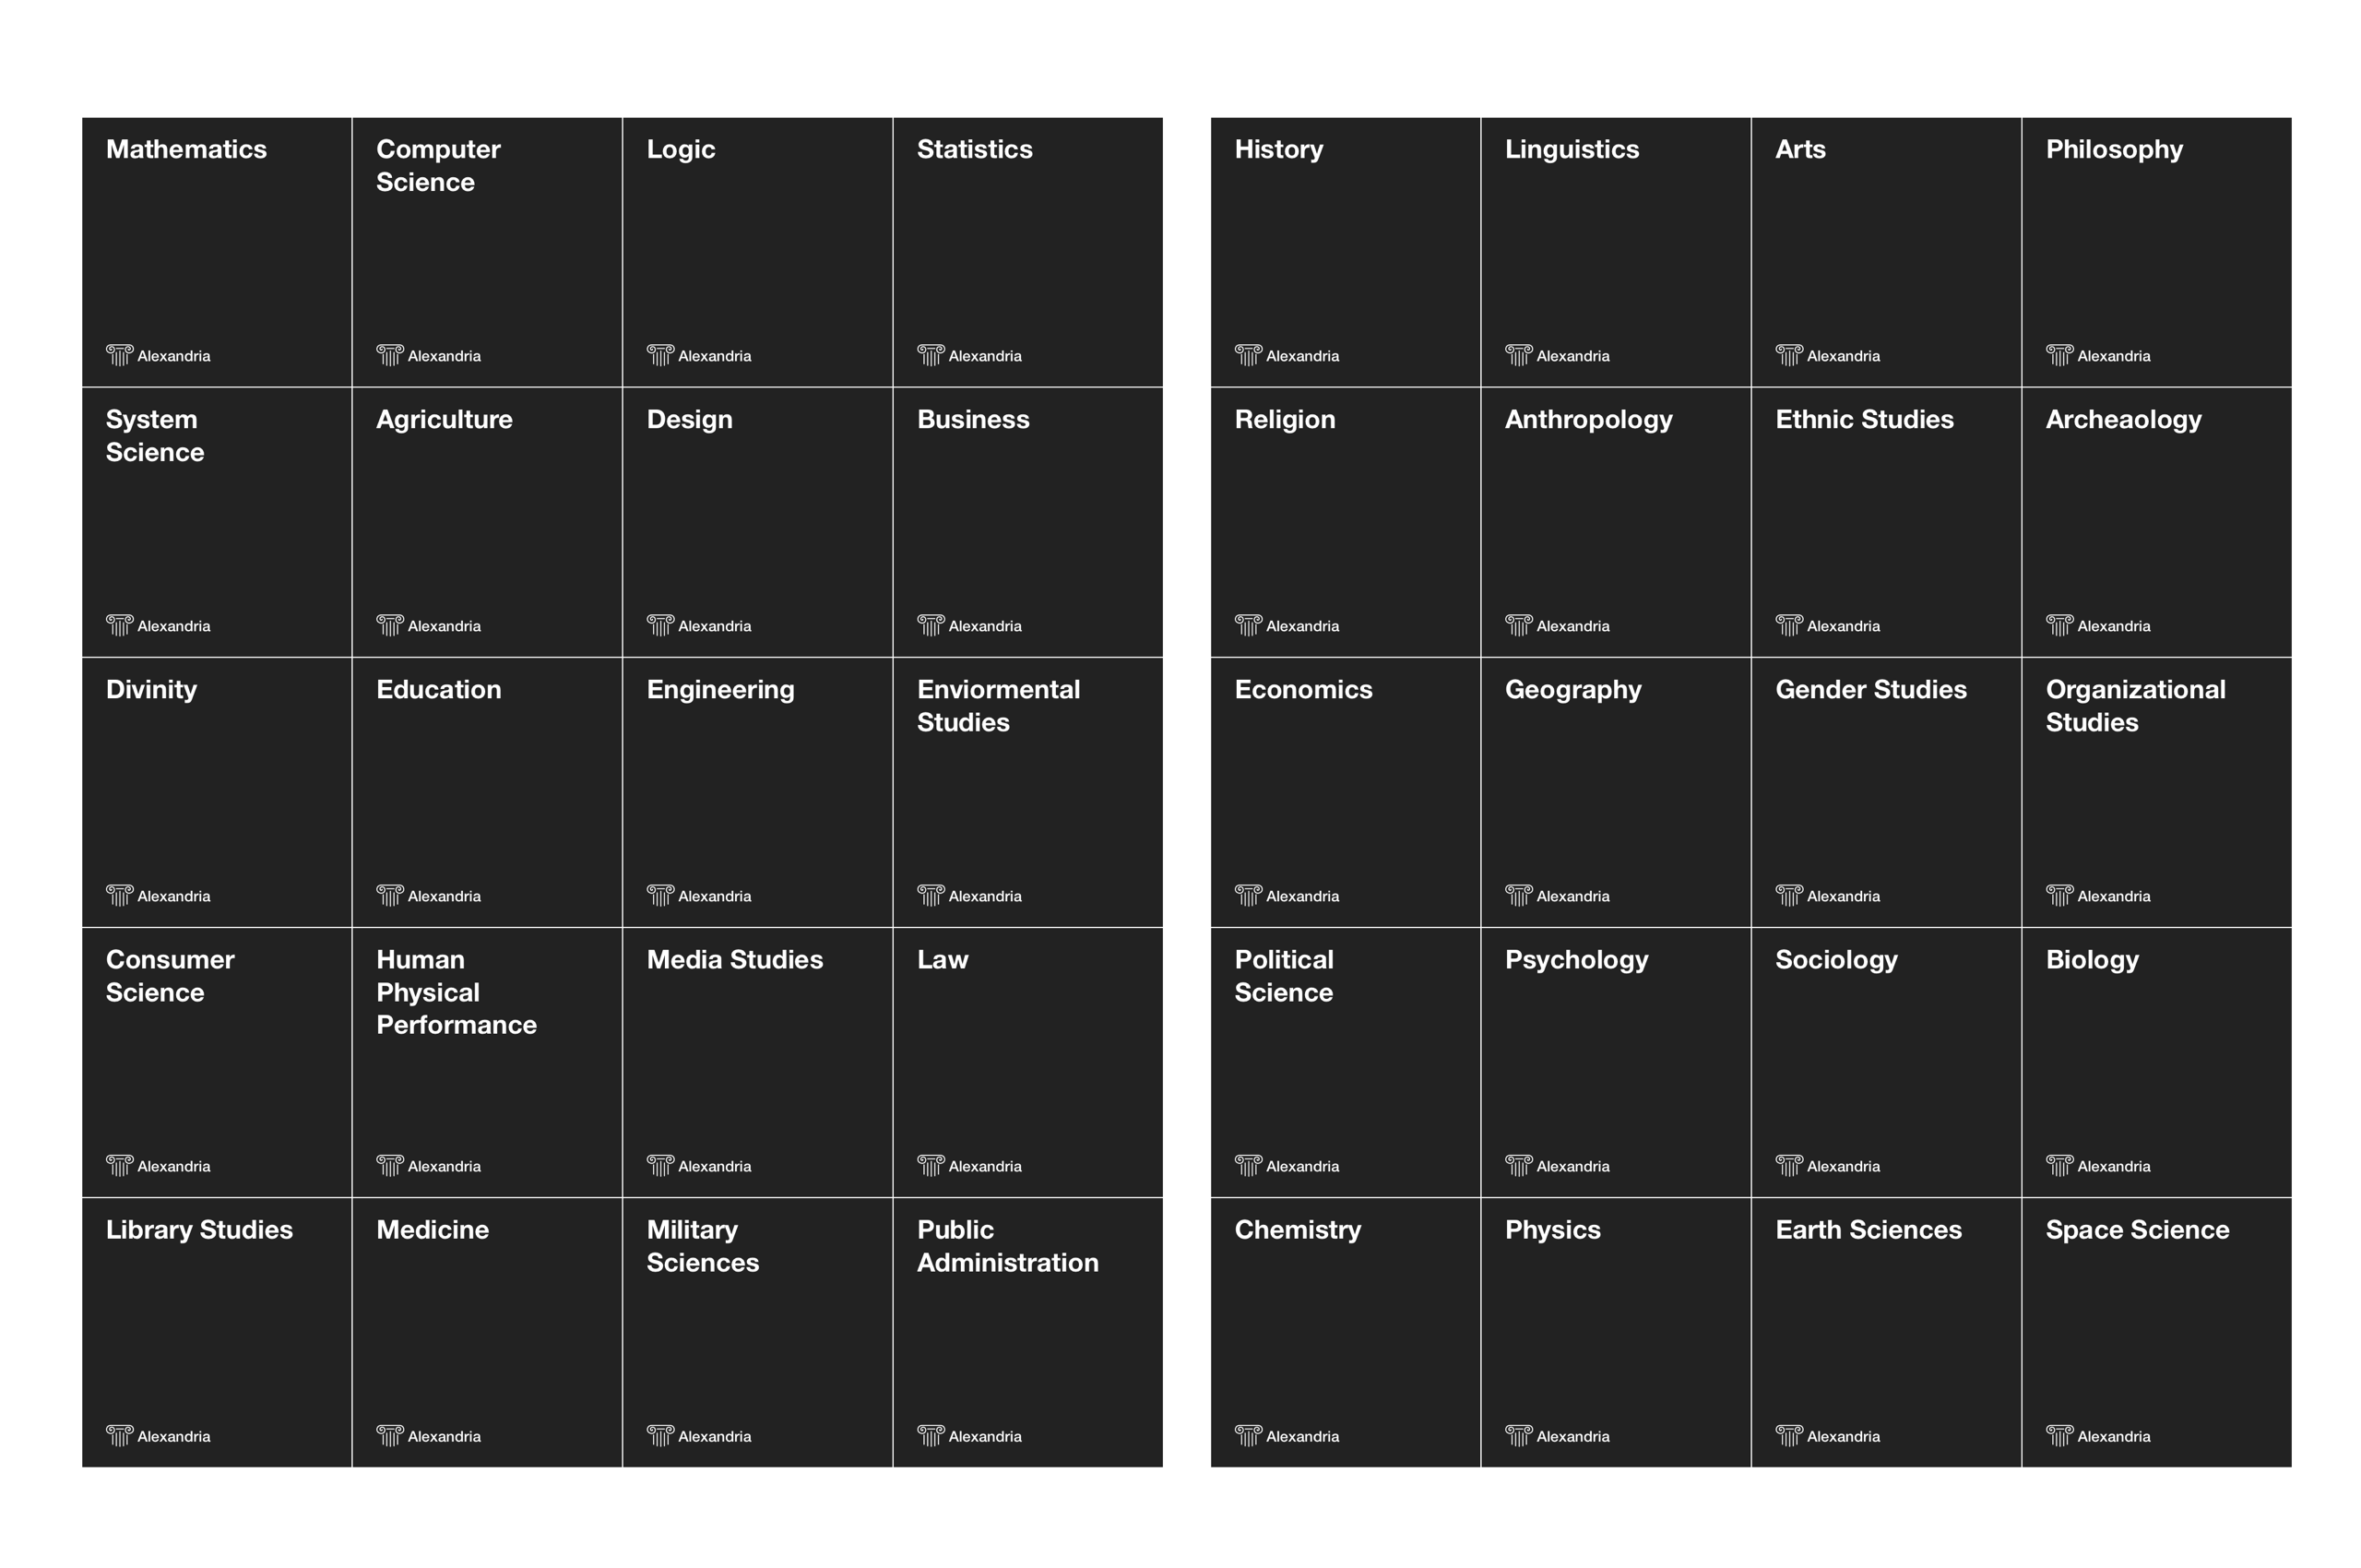 Mathematics
Computer
Science
Logic
Statistics
Alexandria
Alexandria
Alexandria
Alexandria
System
Science
Agriculture
Design
Business
Alexandria
Alexandria
Alexandria
Alexandria
Divinity
Education
Engineering
Enviormental
Studies
Alexandria
Alexandria
Alexandria
Alexandria
Consumer
Science
Human
Physical
Performance
Media Studies
Law
Alexandria
Alexandria
Alexandria
Alexandria
Library Studies
Medicine
Military
Sciences
Public
Administration
Alexandria
Alexandria
Alexandria
Alexandria
History
Linguistics
Arts
Philosophy
Alexandria
Alexandria
Alexandria
Alexandria
Religion
Anthropology
Ethnic Studies
Archeaology
Alexandria
Alexandria
Alexandria
Alexandria
Economics
Geography
Gender Studies
Organizational
Studies
Alexandria
Alexandria
Alexandria
Alexandria
Political
Science
Psychology
Sociology
Biology
Alexandria
Alexandria
Alexandria
Alexandria
Chemistry
Physics
Earth Sciences
Space Science
Alexandria
Alexandria
Alexandria
Alexandria